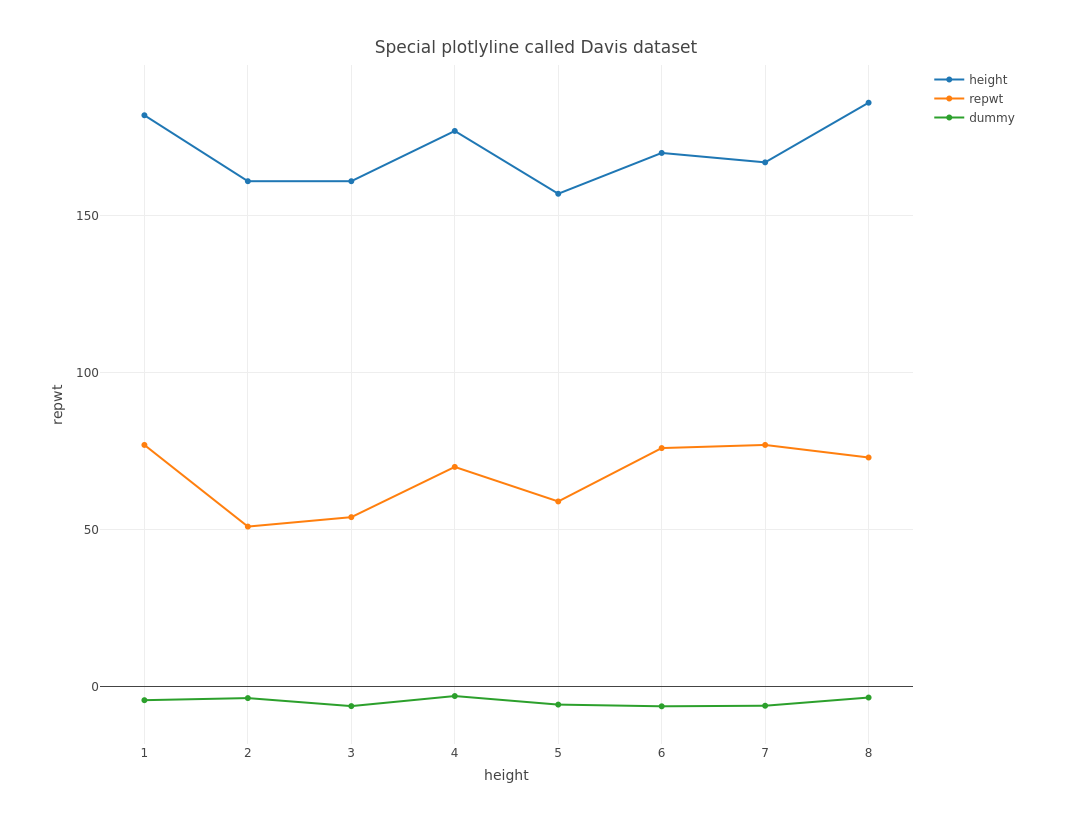 Special plotlyline called Davis dataset
height
repwt
dummy
150
100
50
0
repwt
1 2 3 4 5 6 7 8
height